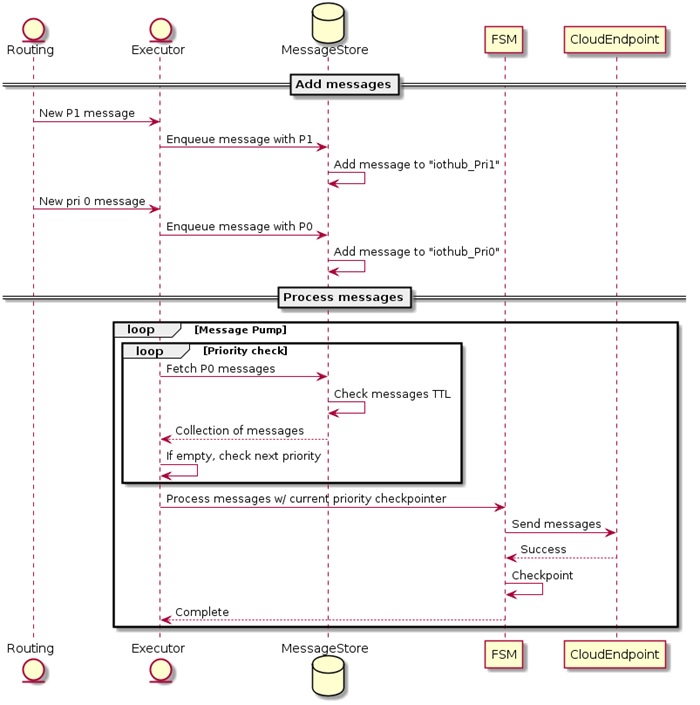 Routing
Executor
MessageStore
FSM
CloudEndpoint
Add messages
New P1 message
Enqueue message with P1
Add message to "iothub_Pri1"
New pri 0 message
Enqueue message with P0
Add message to "iothub_Pri0"
Process messages
loop [Message Pump]
loop [Priority check]
Fetch P0 messages
Check messages TTL
Collection of messages
If empty, check next priority
Process messages w/ current priority checkpointer
Send messages
Success
Checkpoint
Complete
Routing
Executor
MessageStore
FSM
CloudEndpoint